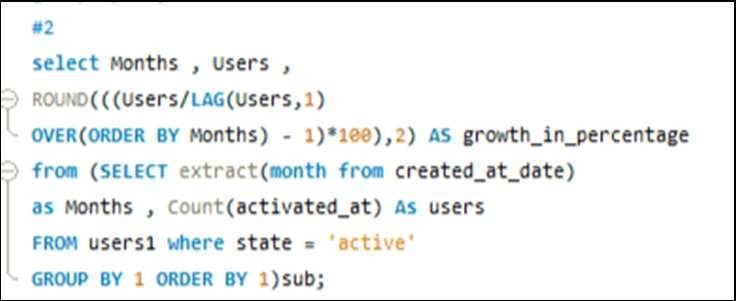 #2
select Months , Users ,
ROUND(((Users/LAG(Users,1)
OVER(ORDER BY Months) - 1)*100),2) AS growth_in_percentage
from (SELECT extract(month from created_at_date)
as Months , Count(activated_at) As users
FROM users1 where state = 'active'
GROUP BY 1 ORDER BY 1)sub;